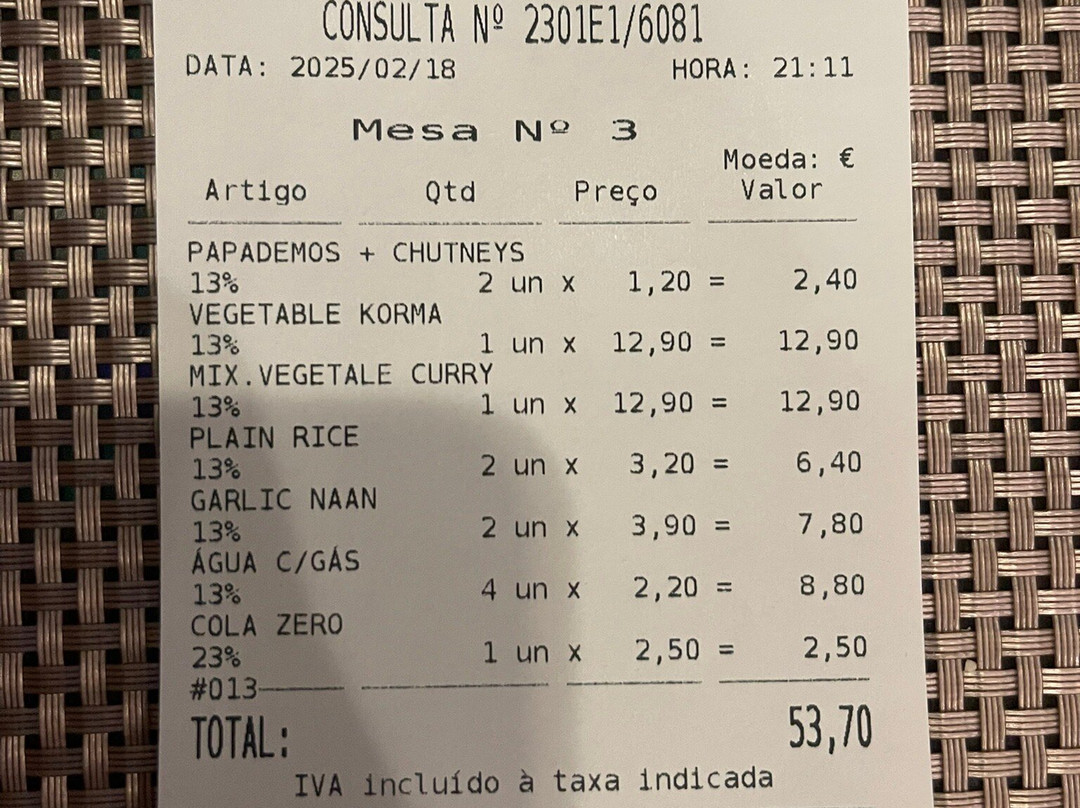 CONSULTA Nº 2301E1/6081
DATA: 2025/02/18 HORA: 21:11
Mesa Nº 3
Moeda: €
Artigo Qtd Preço Valor
PAPADEMOS + CHUTNEYS
13% 2 un x 1,20 = 2,40
VEGETABLE KORMA
13% 1 un x 12,90 = 12,90
MIX.VEGETALE CURRY
13% 1 un x 12,90 = 12,90
PLAIN RICE
13% 2 un x 3,20 = 6,40
GARLIC NAAN
13% 2 un x 3,90 = 7,80
ÁGUA C/GÁS
13% 4 un x 2,20 = 8,80
COLA ZERO
23% 1 un x 2,50 = 2,50
#013
TOTAL: 53,70
IVA incluído à taxa indicada